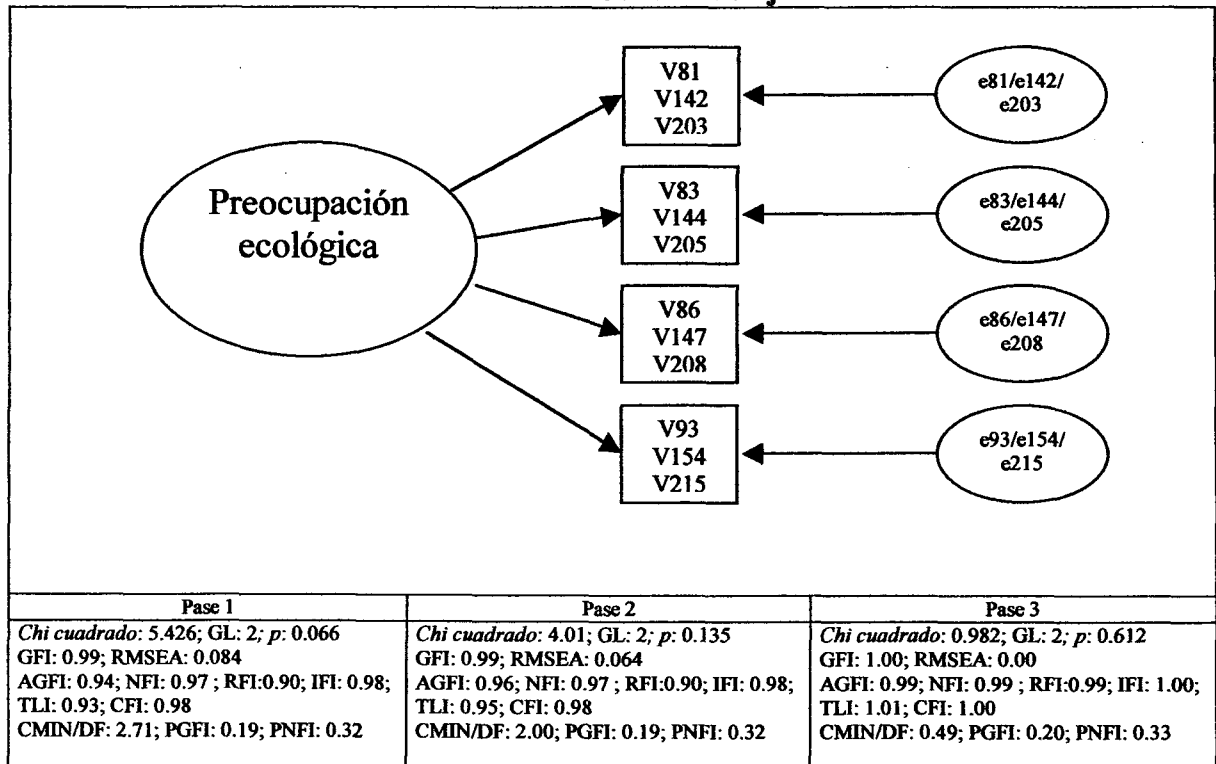 Preocupación
ecológica
V81
V142
V203
e81/e142/
e203
V83
V144
V205
e83/e144/
e205
V86
V147
V208
e86/e147/
e208
V93
V154
V215
e93/e154/
e215
Pase 1
Chi cuadrado: 5.426; GL: 2; p: 0.066
GFI: 0.99; RMSEA: 0.084
AGFI: 0.94; NFI: 0.97 ; RFI:0.90; IFI: 0.98;
TLI: 0.93; CFI: 0.98
CMIN/DF: 2.71; PGFI: 0.19; PNFI: 0.32
Pase 2
Chi cuadrado: 4.01; GL: 2; p: 0.135
GFI: 0.99; RMSEA: 0.064
AGFI: 0.96; NFI: 0.97 ; RFI:0.90; IFI: 0.98;
TLI: 0.95; CFI: 0.98
CMIN/DF: 2.00; PGFI: 0.19; PNFI: 0.32
Pase 3
Chi cuadrado: 0.982; GL: 2; p: 0.612
GFI: 1.00; RMSEA: 0.00
AGFI: 0.99; NFI: 0.99 ; RFI:0.99; IFI: 1.00;
TLI: 1.01; CFI: 1.00
CMIN/DF: 0.49; PGFI: 0.20; PNFI: 0.33